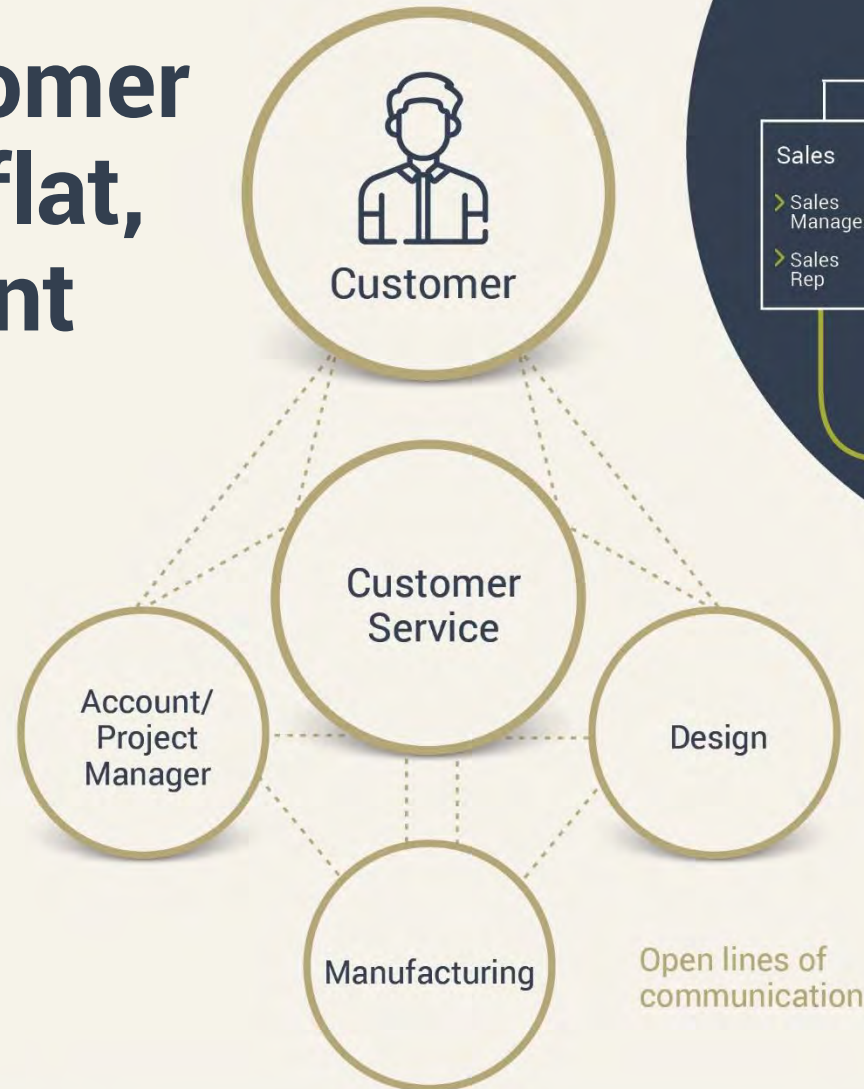 omer
flat,
nt
Customer
Sales
Sales
Manage
Sales
Rep
Customer
Service
Account/
Project
Manager
Design
Manufacturing
Open lines of
communication